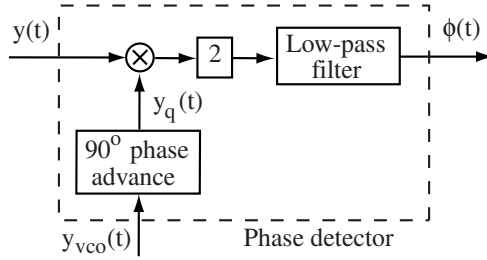 y(t)
2
Low-pass
filter
ϕ(t)
y_q(t)
90° phase
advance
y_vco(t)
Phase detector